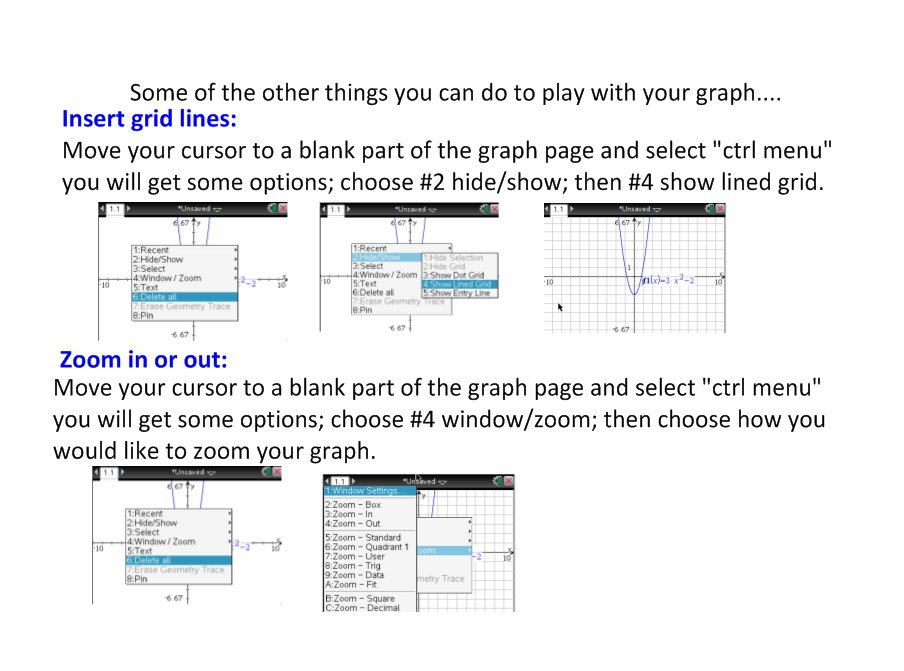 Some of the other things you can do to play with your graph....
Insert grid lines:
Move your cursor to a blank part of the graph page and select "ctrl menu"
you will get some options; choose #2 hide/show; then #4 show lined grid.
1.1 *Unsaved
6.67 y
1:Recent
2:Hide/Show
3:Select
4:Window / Zoom
5:Text
6:Delete all
7:Erase Geometry Trace
8:Pin
-10 2-2 10 x
-6.67
1.1 *Unsaved
6.67 y
1:Recent
2:Hide/Show
3:Select
4:Window / Zoom
5:Text
6:Delete all
7:Erase Geometry Trace
8:Pin
1:Hide Selection
2:Hide Grid
3:Show Dot Grid
4:Show Lined Grid
5:Show Entry Line
-10
-6.67
1.1 *Unsaved
6.67 y
1
f1(x)=3·x²-2
-10 10 x
-6.67
Zoom in or out:
Move your cursor to a blank part of the graph page and select "ctrl menu"
you will get some options; choose #4 window/zoom; then choose how you
would like to zoom your graph.
1.1 *Unsaved
6.67 y
1:Recent
2:Hide/Show
3:Select
4:Window / Zoom
5:Text
6:Delete all
7:Erase Geometry Trace
8:Pin
-10 2-2 10 x
-6.67
1.1 *Unsaved
1:Window Settings...
2:Zoom – Box
3:Zoom – In
4:Zoom – Out
5:Zoom – Standard
6:Zoom – Quadrant 1
7:Zoom – User
8:Zoom – Trig
9:Zoom – Data
A:Zoom – Fit
B:Zoom – Square
C:Zoom – Decimal
y
oom
metry Trace
-2 10 x